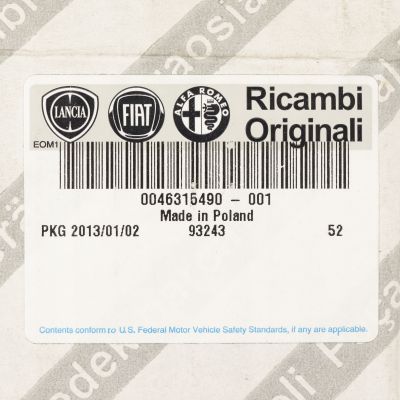 LANCIA
FIAT
ALFA ROMEO
Ricambi
Originali
EOM1
0046315490 - 001
Made in Poland
PKG 2013/01/02 93243 52
Contents conform to U.S. Federal Motor Vehicle Safety Standards, if any are applicable.